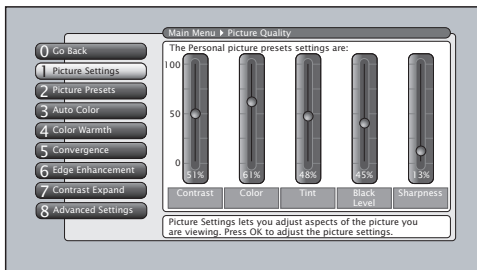 Main Menu ▸ Picture Quality
0 Go Back
1 Picture Settings
2 Picture Presets
3 Auto Color
4 Color Warmth
5 Convergence
6 Edge Enhancement
7 Contrast Expand
8 Advanced Settings
The Personal picture presets settings are:
100
50
0
51%
61%
48%
45%
13%
Contrast
Color
Tint
Black
Level
Sharpness
Picture Settings lets you adjust aspects of the picture you
are viewing. Press OK to adjust the picture settings.